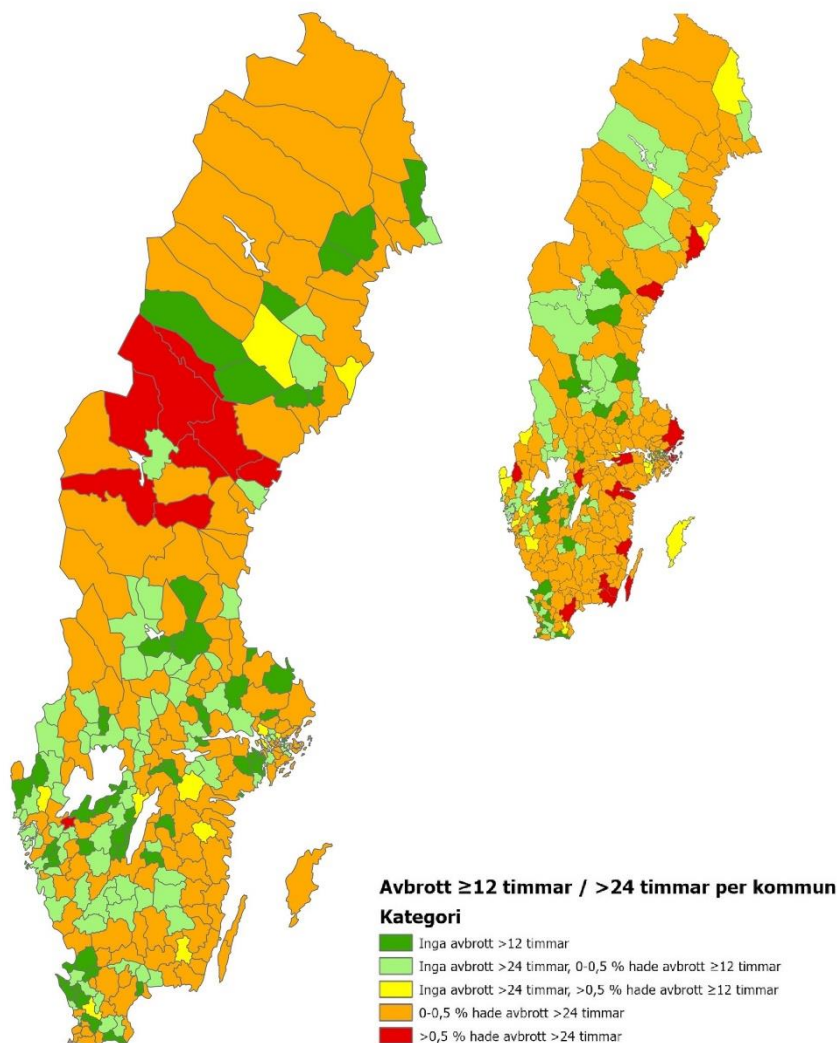 Avbrott ≥12 timmar / >24 timmar per kommun
Kategori
Inga avbrott >12 timmar
Inga avbrott >24 timmar, 0-0,5 % hade avbrott ≥12 timmar
Inga avbrott >24 timmar, >0,5 % hade avbrott ≥12 timmar
0-0,5 % hade avbrott >24 timmar
>0,5 % hade avbrott >24 timmar